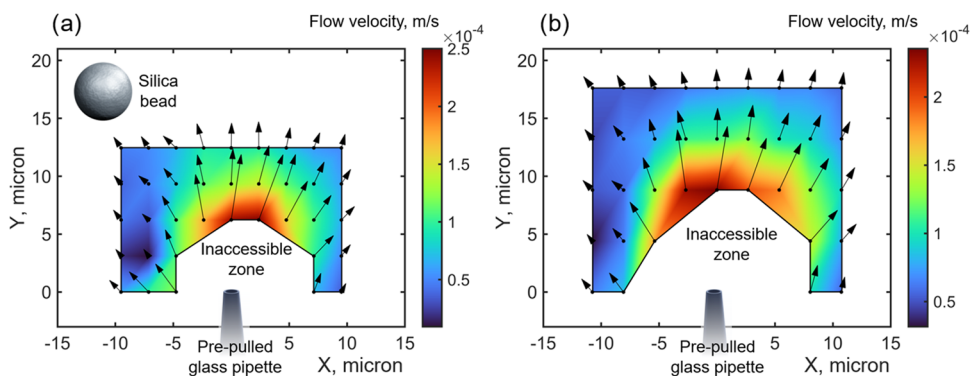 (a)
Flow velocity, m/s
×10⁻⁴
Silica
bead
Y, micron
20
15
10
5
0
Inaccessible
zone
-15
-10
-5
0
5
10
15
Pre-pulled
glass pipette
X, micron
2.5
2
1.5
1
0.5
(b)
Flow velocity, m/s
×10⁻⁴
Y, micron
20
15
10
5
0
Inaccessible
zone
-15
-10
-5
0
5
10
15
Pre-pulled
glass pipette
X, micron
2
1.5
1
0.5